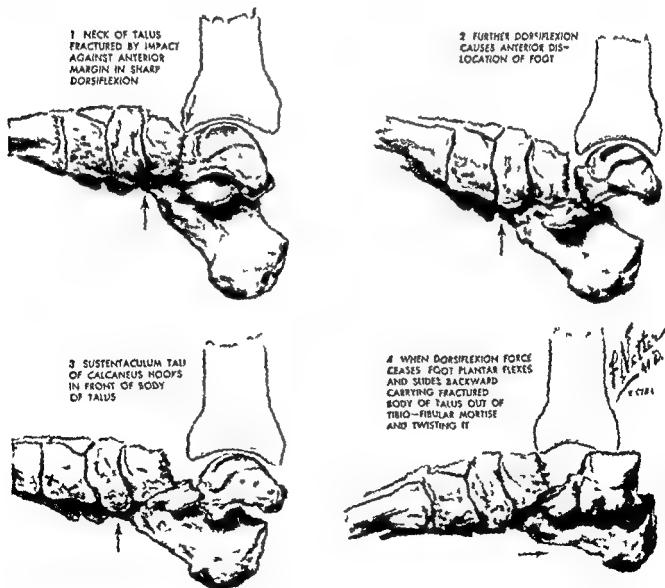 1 NECK OF TALUS
FRACTURED BY IMPACT
AGAINST ANTERIOR
MARGIN IN SHARP
DORSIFLEXION
2 FURTHER DORSIFLEXION
CAUSES ANTERIOR DIS-
LOCATION OF FOOT
3 SUSTENTACULUM TALI
OF CALCANEUS HOOKS
IN FRONT OF BODY
OF TALUS
4 WHEN DORSIFLEXION FORCE
CEASES FOOT PLANTAR FLEXES
AND SLIDES BACKWARD
CARRYING FRACTURED
BODY OF TALUS OUT OF
TIBIO-FIBULAR MORTISE
AND TWISTING IT
F. Netter
M.D.